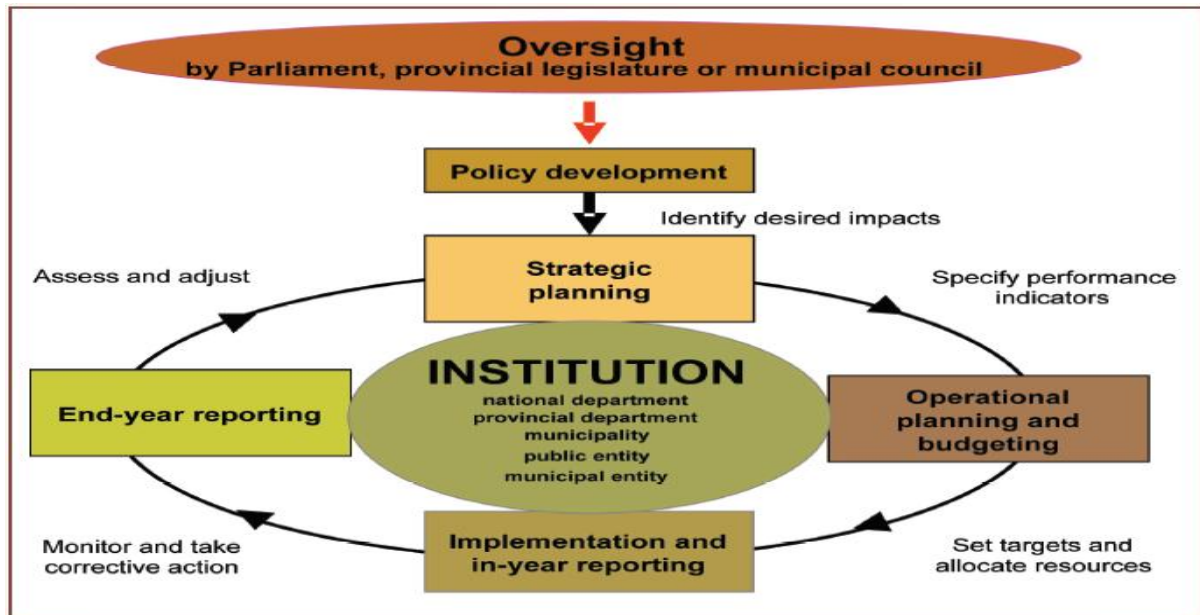 Oversight
by Parliament, provincial legislature or municipal council
Policy development
Identify desired impacts
Strategic
planning
Assess and adjust
Specify performance
indicators
INSTITUTION
national department
provincial department
municipality
public entity
municipal entity
End-year reporting
Operational
planning and
budgeting
Implementation and
in-year reporting
Monitor and take
corrective action
Set targets and
allocate resources